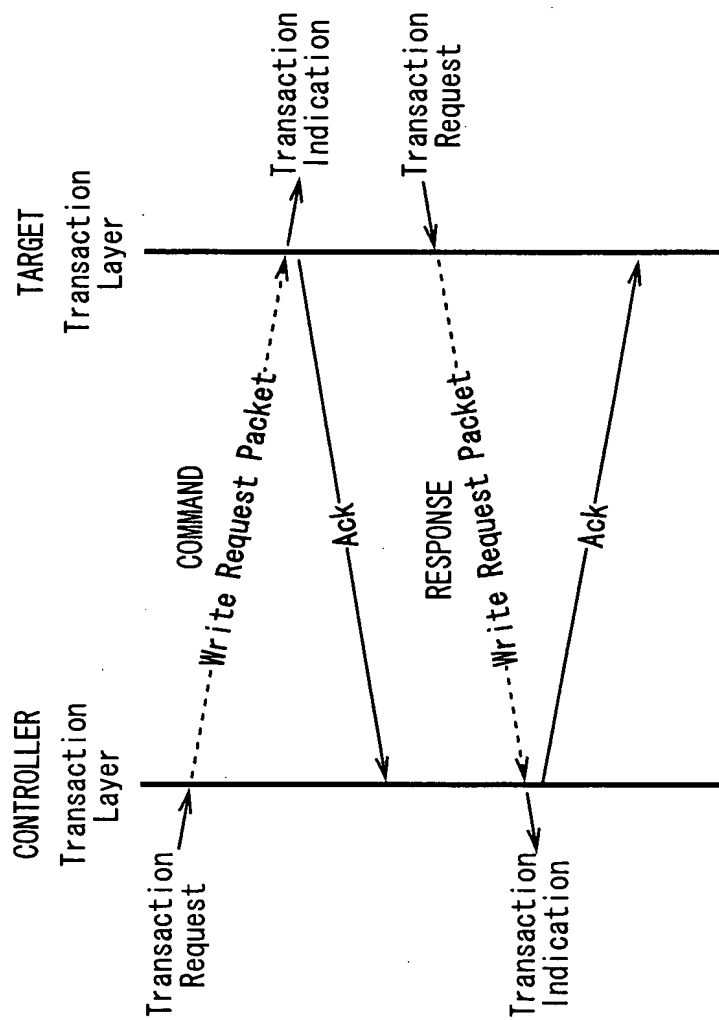 CONTROLLER
Transaction
Layer
TARGET
Transaction
Layer
Transaction
Request
COMMAND
Write Request Packet
Transaction
Indication
Ack
Transaction
Request
RESPONSE
Write Request Packet
Transaction
Indication
Ack